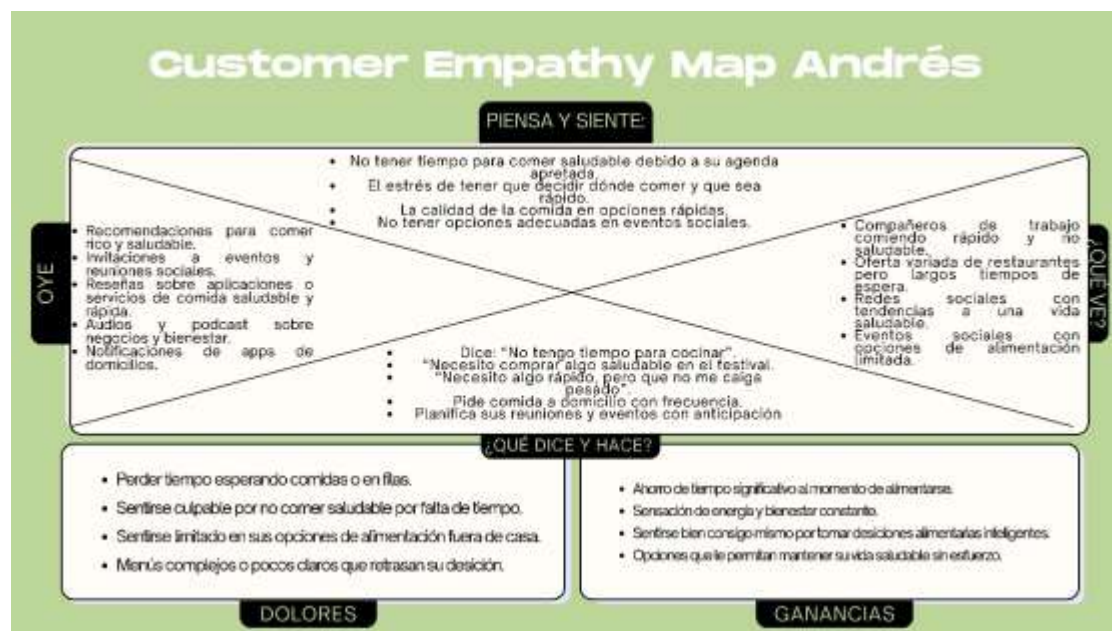 Customer Empathy Map Andrés
PIENSA Y SIENTE:
• No tener tiempo para comer saludable debido a su agenda
apretada.
• El estrés de tener que decidir dónde comer y que sea
rápido.
• La calidad de la comida en opciones rápidas.
• No tener opciones adecuadas en eventos sociales.
OYE
• Recomendaciones para comer
rico y saludable.
• Invitaciones a eventos y
reuniones sociales.
• Reseñas sobre aplicaciones o
servicios de comida saludable y
rápida.
• Audios y podcast sobre
negocios y bienestar.
• Notificaciones de apps de
domicilios.
¿QUÉ VE?
• Compañeros de trabajo
comiendo rápido y no
saludable.
• Oferta variada de restaurantes
pero largos tiempos de
espera.
• Redes sociales con
tendencias a una vida
saludable.
• Eventos sociales con
opciones de alimentación
limitada.
• Dice: “No tengo tiempo para cocinar”.
• “Necesito comprar algo saludable en el festival.
• “Necesito algo rápido, pero que no me caiga
pesado”.
• Pide comida a domicilio con frecuencia.
• Planifica sus reuniones y eventos con anticipación
¿QUÉ DICE Y HACE?
• Perder tiempo esperando comidas o en filas.
• Sentirse culpable por no comer saludable por falta de tiempo.
• Sentirse limitado en sus opciones de alimentación fuera de casa.
• Menús complejos o pocos claros que retrasan su desición.
DOLORES
• Ahorro de tiempo significativo al momento de alimentarse.
• Sensación de energía y bienestar constante.
• Sentirse bien consigo mismo por tomar desiciones alimentarias inteligentes.
• Opciones que le permitan mantener su vida saludable sin esfuerzo.
GANANCIAS